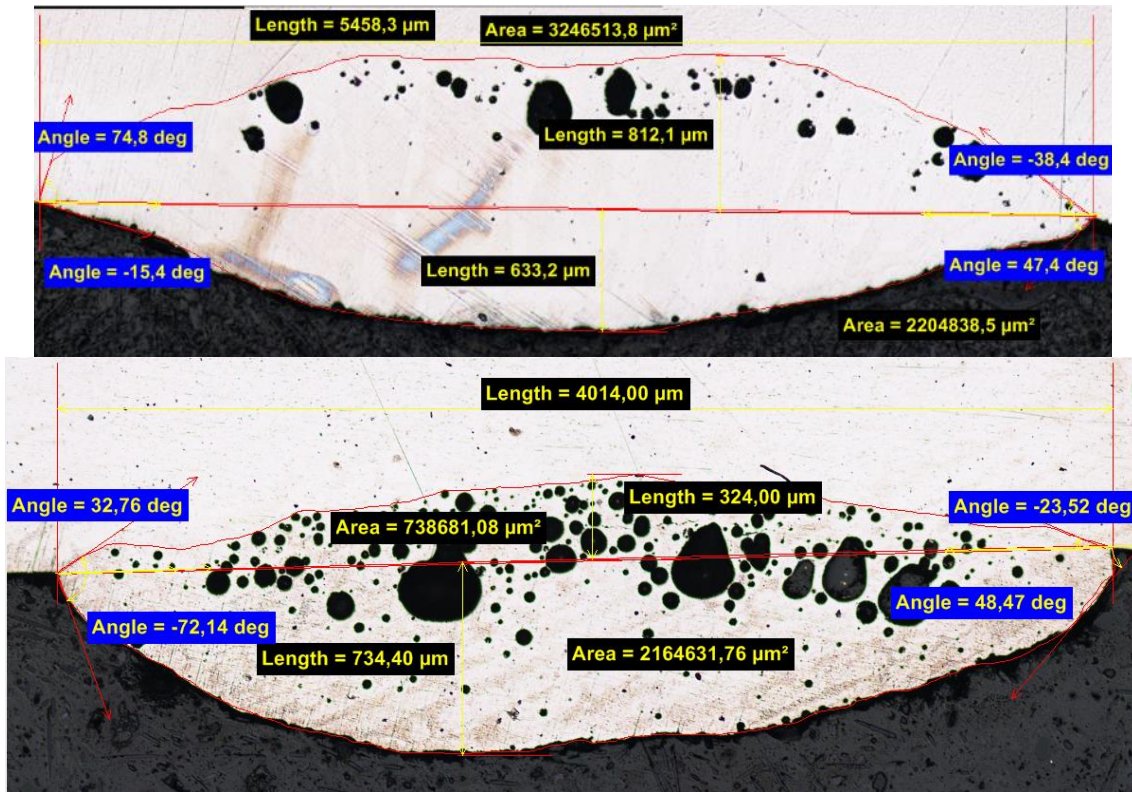 Length = 5458,3 µm
Area = 3246513,8 µm²
Angle = 74,8 deg
Length = 812,1 µm
Angle = -38,4 deg
Angle = -15,4 deg
Length = 633,2 µm
Angle = 47,4 deg
Area = 2204838,5 µm²
Length = 4014,00 µm
Angle = 32,76 deg
Length = 324,00 µm
Angle = -23,52 deg
Area = 738681,08 µm²
Angle = -72,14 deg
Angle = 48,47 deg
Length = 734,40 µm
Area = 2164631,76 µm²